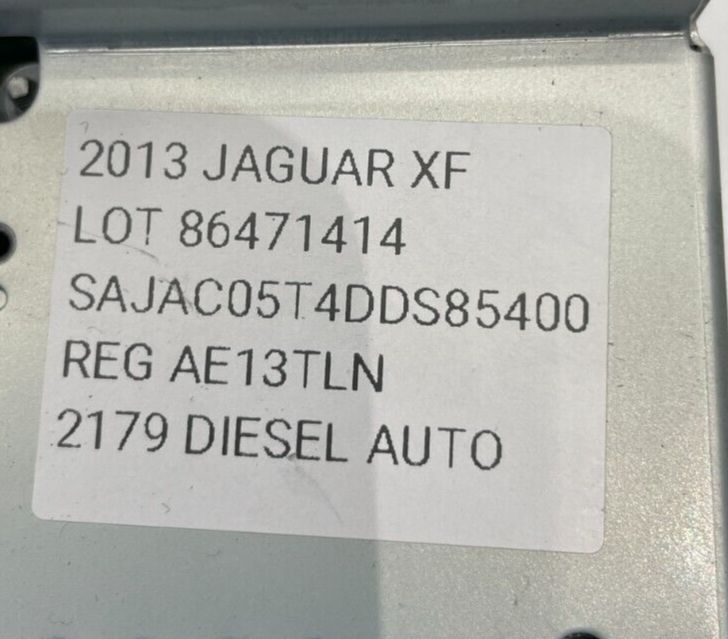 2013 JAGUAR XF
LOT 86471414
SAJAC05T4DDS85400
REG AE13TLN
2179 DIESEL AUTO